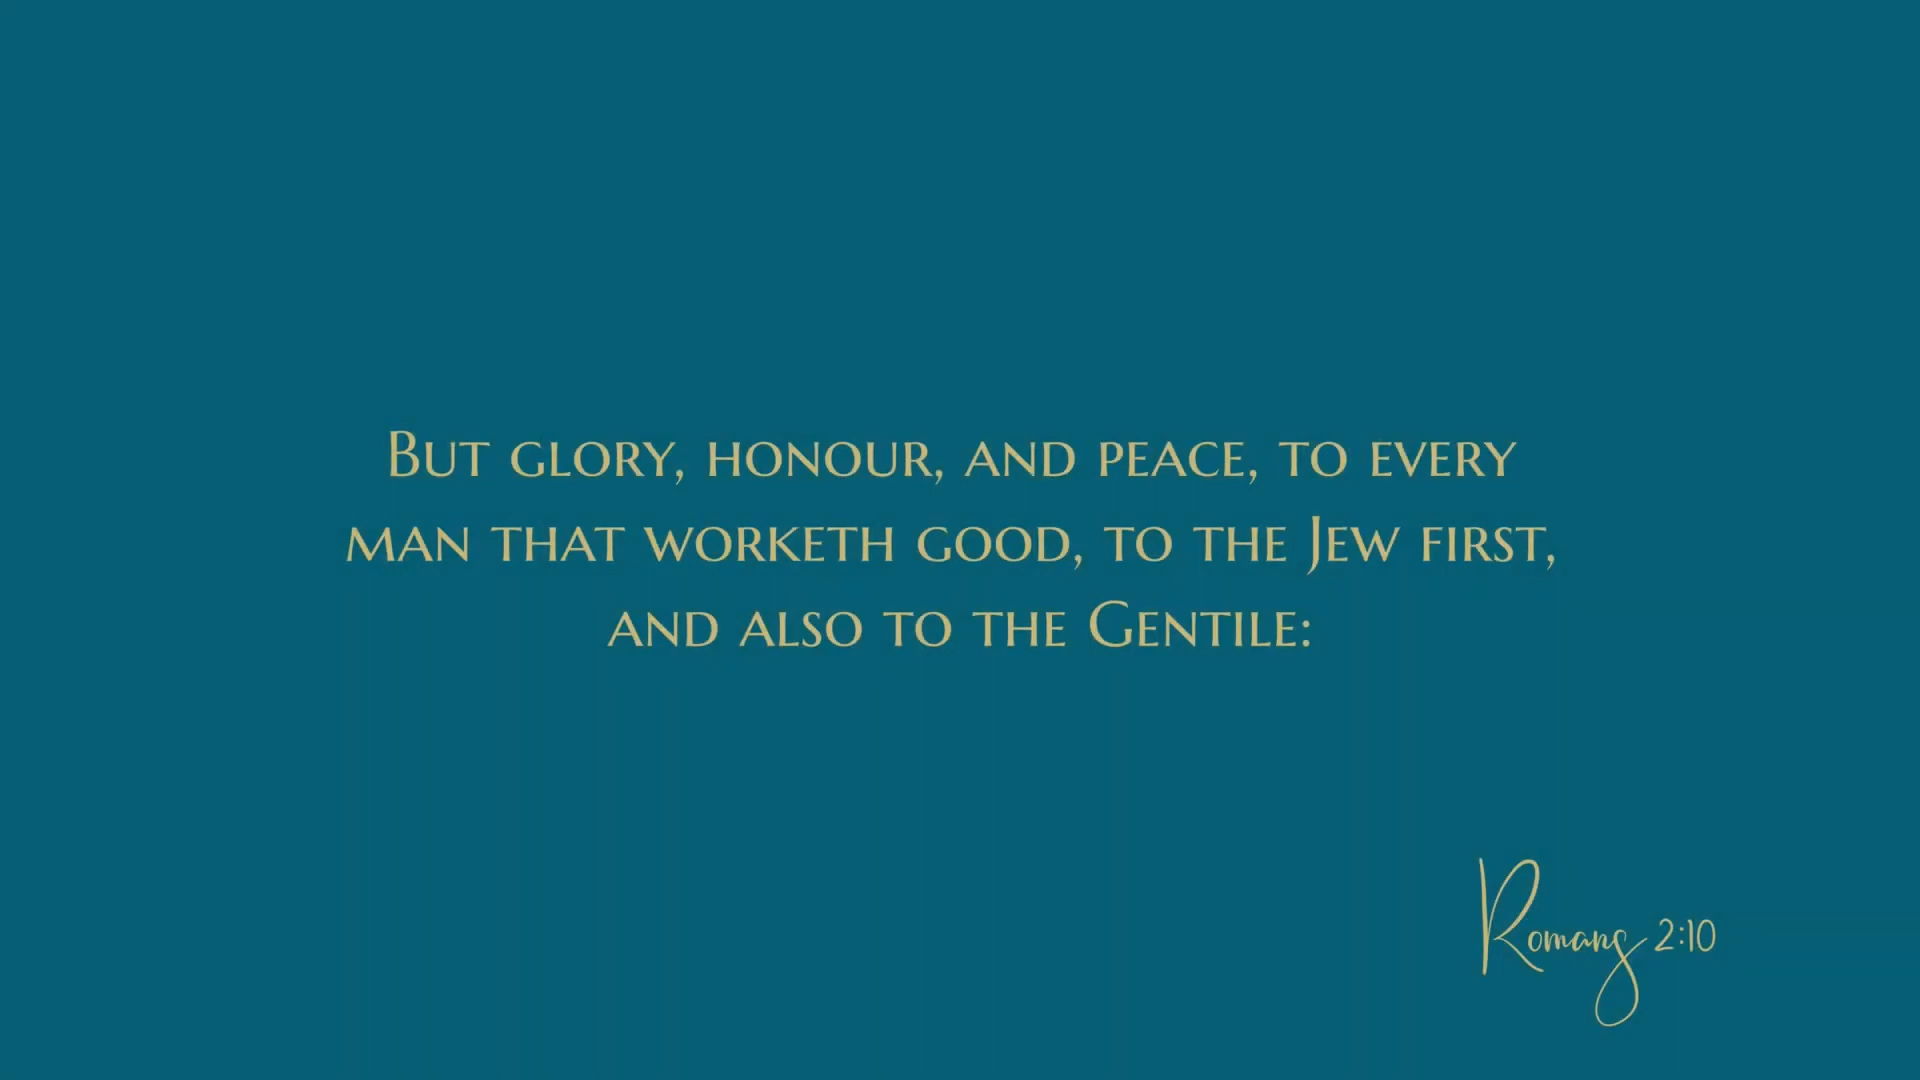 But glory, honour, and peace, to every
man that worketh good, to the Jew first,
and also to the Gentile:
Romans 2:10